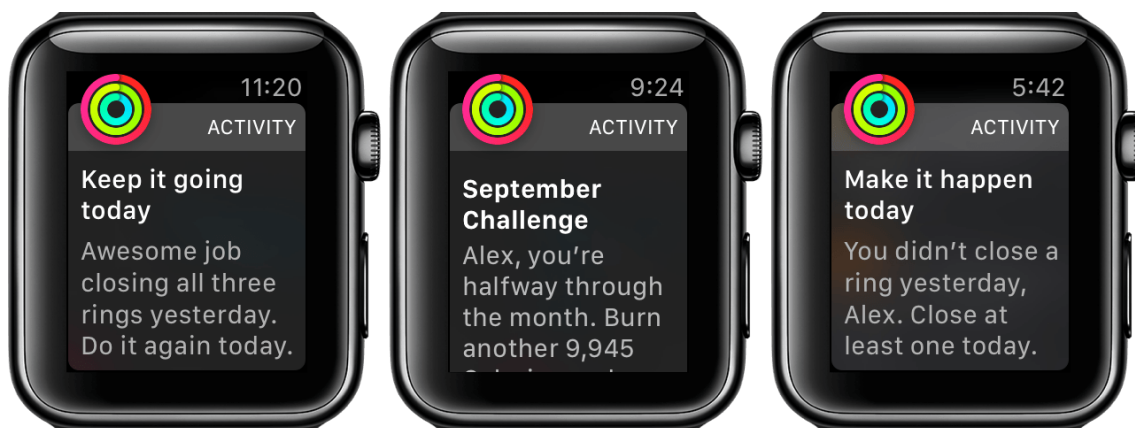 11:20
ACTIVITY
Keep it going
today
Awesome job
closing all three
rings yesterday.
Do it again today.
9:24
ACTIVITY
September
Challenge
Alex, you’re
halfway through
the month. Burn
another 9,945
5:42
ACTIVITY
Make it happen
today
You didn’t close a
ring yesterday,
Alex. Close at
least one today.